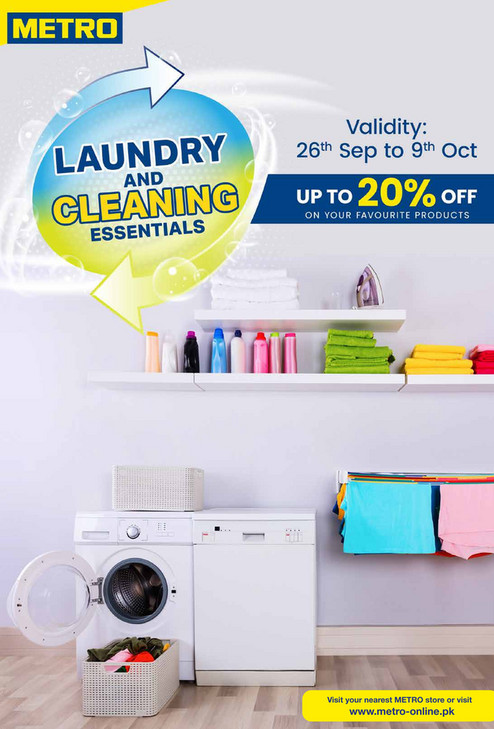 METRO
LAUNDRY
AND
CLEANING
ESSENTIALS
Validity:
26th Sep to 9th Oct
UP TO 20% OFF
ON YOUR FAVOURITE PRODUCTS
Visit your nearest METRO store or visit
www.metro-online.pk